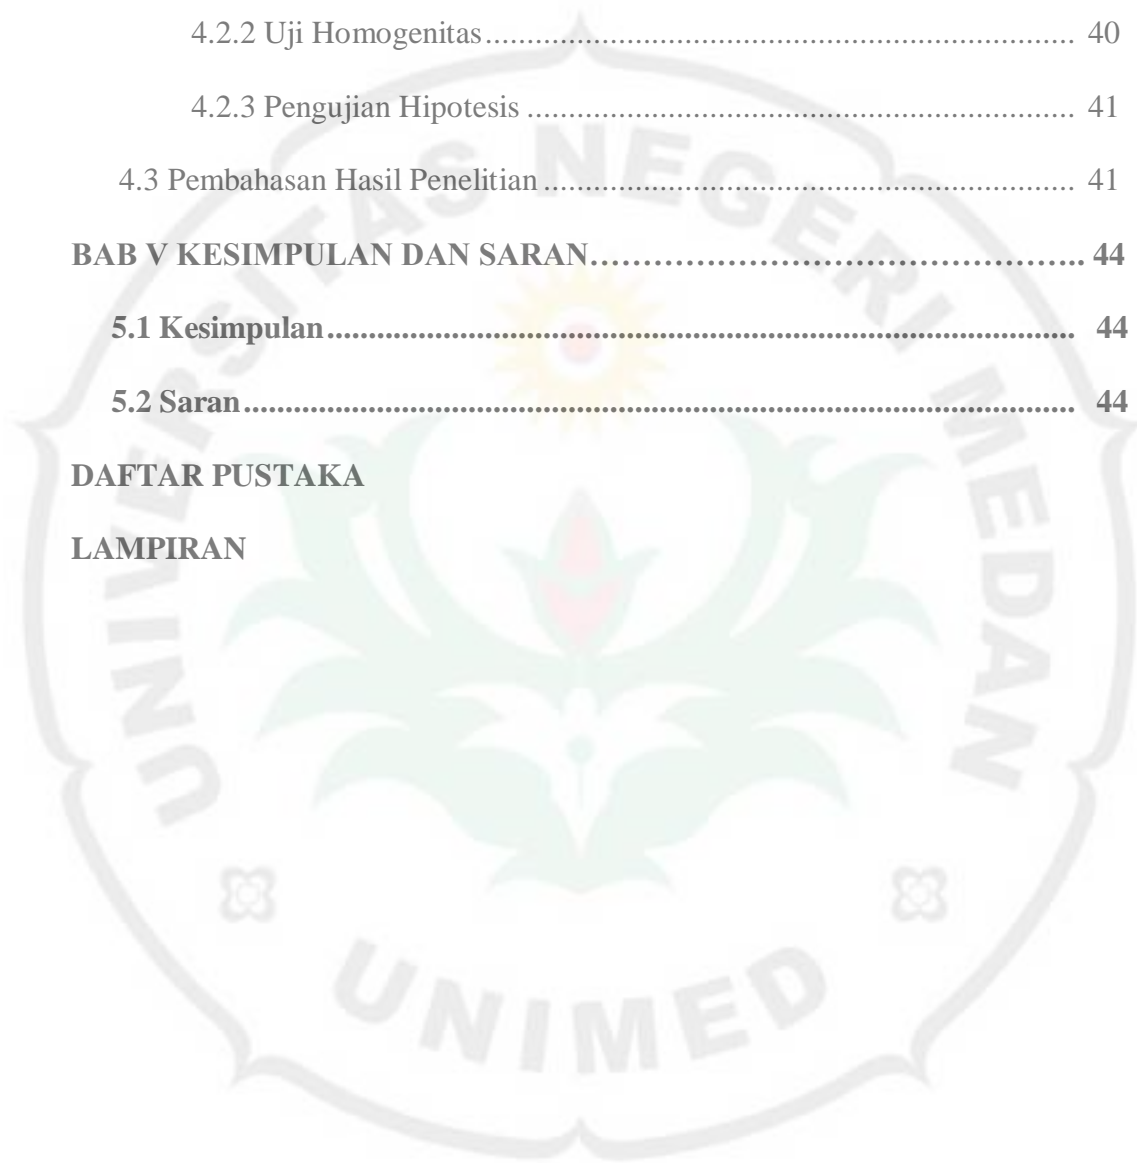 4.2.2 Uji Homogenitas.................................................................... 40
4.2.3 Pengujian Hipotesis ............................................................... 41
4.3 Pembahasan Hasil Penelitian............................................................. 41
BAB V KESIMPULAN DAN SARAN……………………………………….. 44
5.1 Kesimpulan........................................................................................... 44
5.2 Saran..................................................................................................... 44
DAFTAR PUSTAKA
LAMPIRAN
UNIVERSITAS NEGERI MEDAN
UNIMED